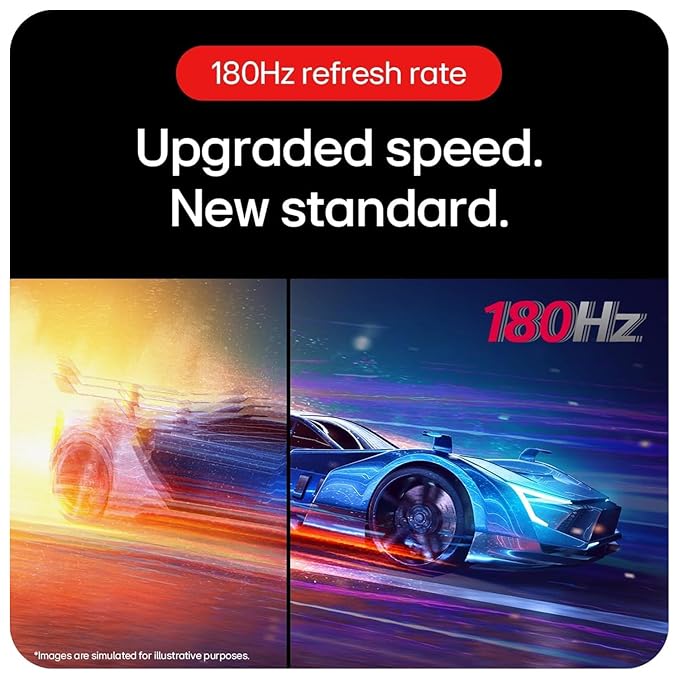 180Hz refresh rate
Upgraded speed.
New standard.
180Hz
*Images are simulated for illustrative purposes.